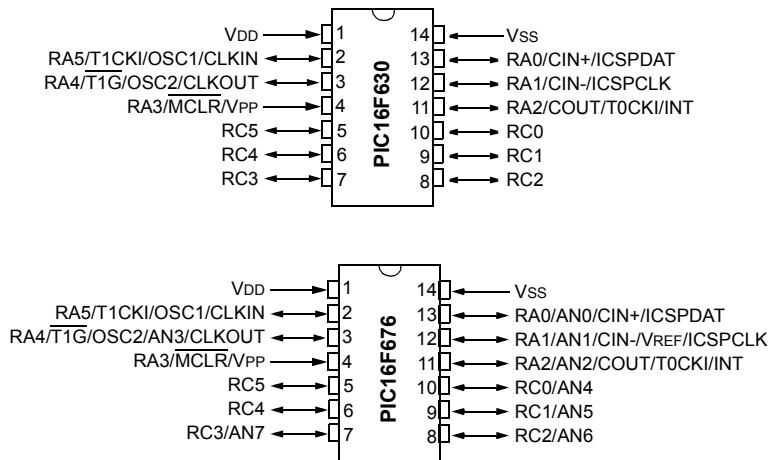 VDD 1 14 VSS
RA5/T1CKI/OSC1/CLKIN 2 13 RA0/CIN+/ICSPDAT
RA4/T1G/OSC2/CLKOUT 3 12 RA1/CIN-/ICSPCLK
RA3/MCLR/VPP 4 11 RA2/COUT/T0CKI/INT
RC5 5 10 RC0
RC4 6 9 RC1
RC3 7 8 RC2
PIC16F630
VDD 1 14 VSS
RA5/T1CKI/OSC1/CLKIN 2 13 RA0/AN0/CIN+/ICSPDAT
RA4/T1G/OSC2/AN3/CLKOUT 3 12 RA1/AN1/CIN-/VREF/ICSPCLK
RA3/MCLR/VPP 4 11 RA2/AN2/COUT/T0CKI/INT
RC5 5 10 RC0/AN4
RC4 6 9 RC1/AN5
RC3/AN7 7 8 RC2/AN6
PIC16F676